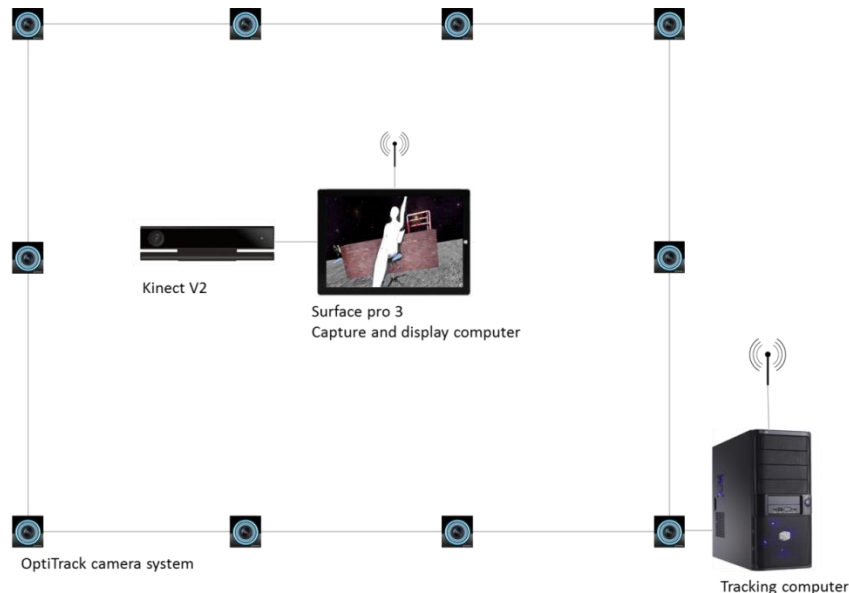 Kinect V2
Surface pro 3
Capture and display computer
OptiTrack camera system
Tracking computer